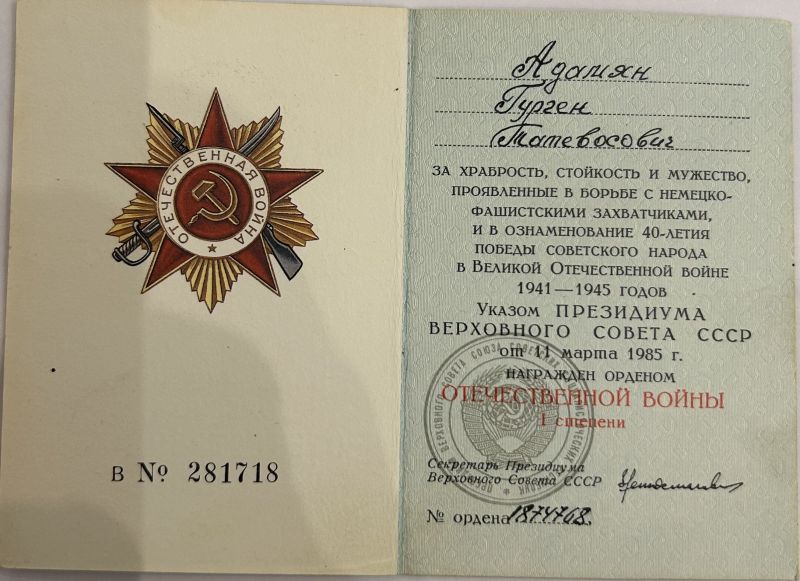 ОТЕЧЕСТВЕННАЯ ВОЙНА
В № 281718
Адамян
Гурген
Татевосович
ЗА ХРАБРОСТЬ, СТОЙКОСТЬ И МУЖЕСТВО,
ПРОЯВЛЕННЫЕ В БОРЬБЕ С НЕМЕЦКО-
ФАШИСТСКИМИ ЗАХВАТЧИКАМИ,
И В ОЗНАМЕНОВАНИЕ 40-ЛЕТИЯ
ПОБЕДЫ СОВЕТСКОГО НАРОДА
В ВЕЛИКОЙ ОТЕЧЕСТВЕННОЙ ВОЙНЕ
1941—1945 ГОДОВ
УКАЗОМ ПРЕЗИДИУМА
ВЕРХОВНОГО СОВЕТА СССР
от 11 марта 1985 г.
НАГРАЖДЕН ОРДЕНОМ
ОТЕЧЕСТВЕННОЙ ВОЙНЫ
I степени
Секретарь Президиума
Верховного Совета СССР
№ ордена 1874768